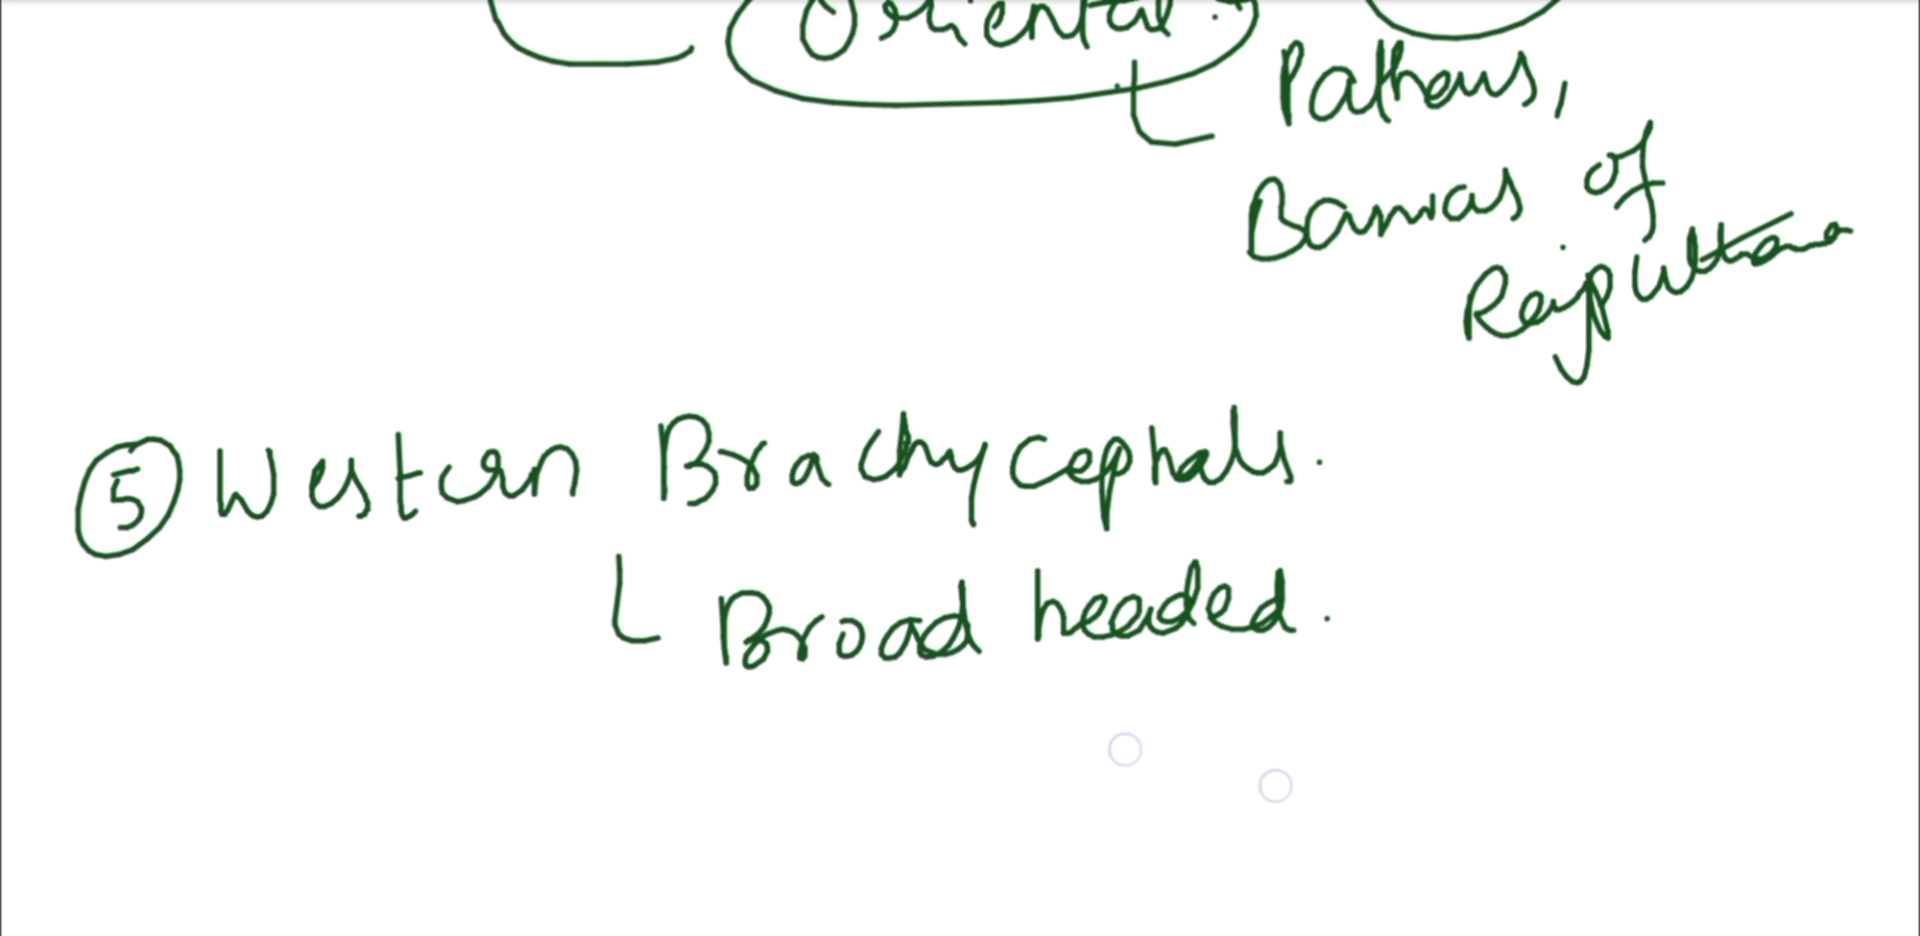 Oriental.
Pathans,
Banias of
Rajputana
⑤ Western Brachycephals.
Broad headed.